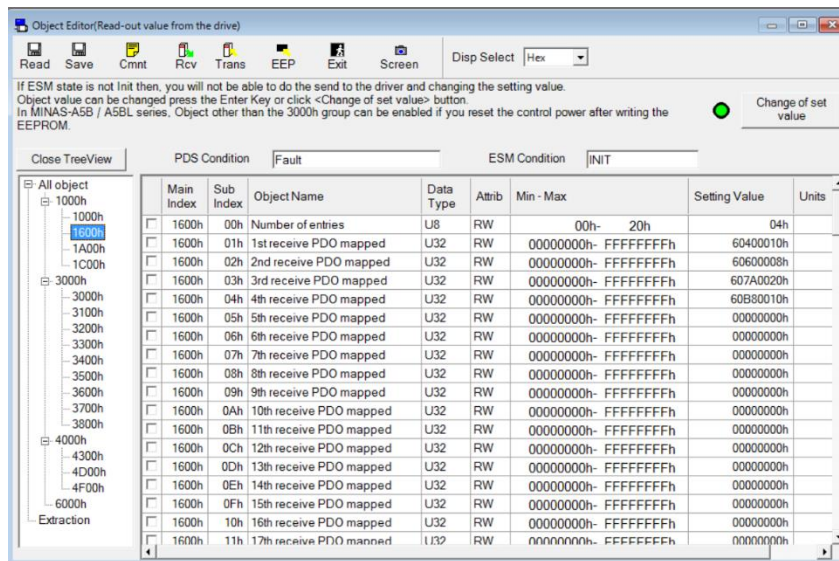 Object Editor(Read-out value from the drive)
Read Save Cmnt Rcv Trans EEP Exit Screen Disp Select Hex
If ESM state is not Init then, you will not be able to do the send to the driver and changing the setting value.
Object value can be changed press the Enter Key or click <Change of set value> button.
In MINAS-A5B / A5BL series, Object other than the 3000h group can be enabled if you reset the control power after writing the
EEPROM.
Change of set
value
Close TreeView PDS Condition Fault ESM Condition INIT
All object
1000h
1000h
1600h
1A00h
1C00h
3000h
3000h
3100h
3200h
3300h
3400h
3500h
3600h
3700h
3800h
4000h
4300h
4D00h
4F00h
6000h
Extraction
Main Index Sub Index Object Name Data Type Attrib Min - Max Setting Value Units
1600h 00h Number of entries U8 RW 00h- 20h 04h
1600h 01h 1st receive PDO mapped U32 RW 00000000h- FFFFFFFFh 60400010h
1600h 02h 2nd receive PDO mapped U32 RW 00000000h- FFFFFFFFh 60600008h
1600h 03h 3rd receive PDO mapped U32 RW 00000000h- FFFFFFFFh 607A0020h
1600h 04h 4th receive PDO mapped U32 RW 00000000h- FFFFFFFFh 60B80010h
1600h 05h 5th receive PDO mapped U32 RW 00000000h- FFFFFFFFh 00000000h
1600h 06h 6th receive PDO mapped U32 RW 00000000h- FFFFFFFFh 00000000h
1600h 07h 7th receive PDO mapped U32 RW 00000000h- FFFFFFFFh 00000000h
1600h 08h 8th receive PDO mapped U32 RW 00000000h- FFFFFFFFh 00000000h
1600h 09h 9th receive PDO mapped U32 RW 00000000h- FFFFFFFFh 00000000h
1600h 0Ah 10th receive PDO mapped U32 RW 00000000h- FFFFFFFFh 00000000h
1600h 0Bh 11th receive PDO mapped U32 RW 00000000h- FFFFFFFFh 00000000h
1600h 0Ch 12th receive PDO mapped U32 RW 00000000h- FFFFFFFFh 00000000h
1600h 0Dh 13th receive PDO mapped U32 RW 00000000h- FFFFFFFFh 00000000h
1600h 0Eh 14th receive PDO mapped U32 RW 00000000h- FFFFFFFFh 00000000h
1600h 0Fh 15th receive PDO mapped U32 RW 00000000h- FFFFFFFFh 00000000h
1600h 10h 16th receive PDO mapped U32 RW 00000000h- FFFFFFFFh 00000000h
1600h 11h 17th receive PDO mapped U32 RW 00000000h- FFFFFFFFh 00000000h